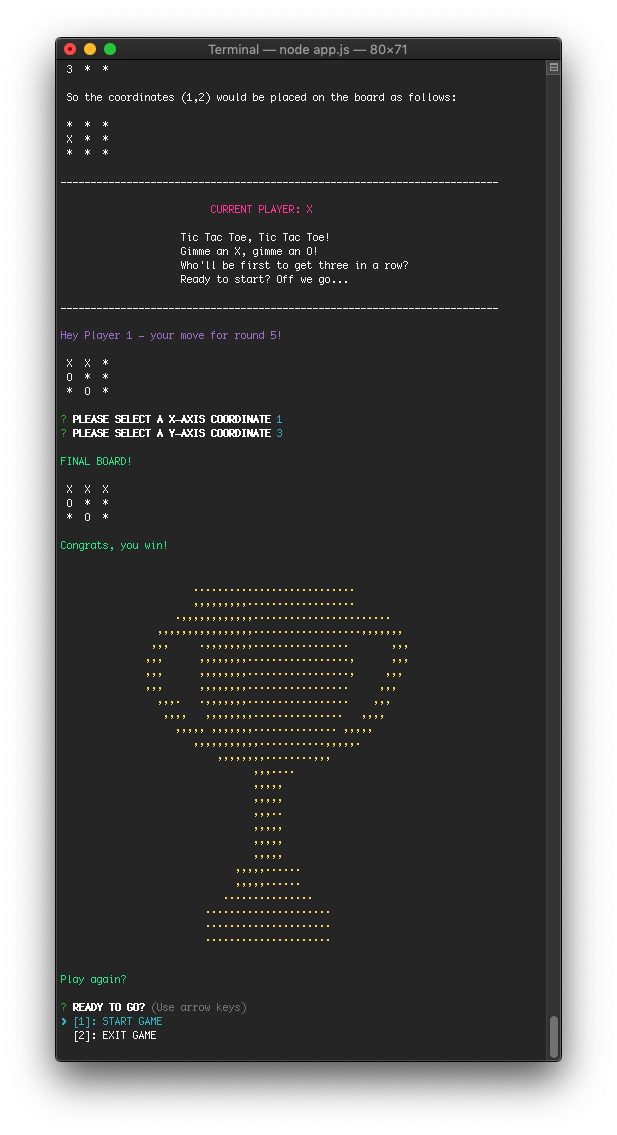 Terminal — node app.js — 80×71
3 * *
So the coordinates (1,2) would be placed on the board as follows:
* * *
X * *
* * *
-------------------------------------------------------------------------
CURRENT PLAYER: X
Tic Tac Toe, Tic Tac Toe!
Gimme an X, gimme an O!
Who'll be first to get three in a row?
Ready to start? Off we go...
-------------------------------------------------------------------------
Hey Player 1 – your move for round 5!
X X *
O * *
* O *
? PLEASE SELECT A X-AXIS COORDINATE 1
? PLEASE SELECT A Y-AXIS COORDINATE 3
FINAL BOARD!
X X X
O * *
* O *
Congrats, you win!
Play again?
? READY TO GO? (Use arrow keys)
❯ [1]: START GAME
[2]: EXIT GAME